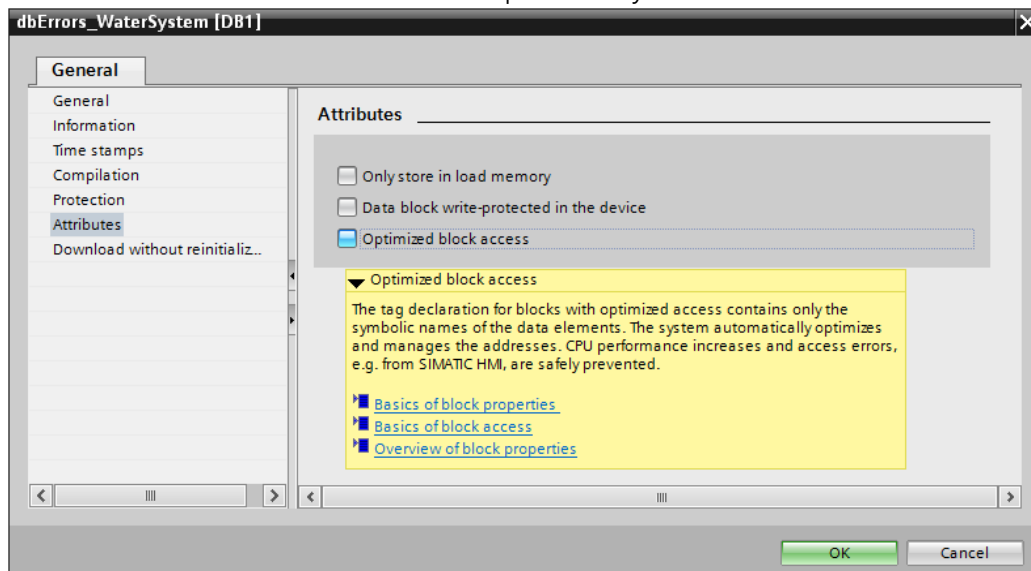 dbErrors_WaterSystem [DB1]
General
General
Information
Time stamps
Compilation
Protection
Attributes
Download without reinitializ...
Attributes
Only store in load memory
Data block write-protected in the device
Optimized block access
Optimized block access
The tag declaration for blocks with optimized access contains only the
symbolic names of the data elements. The system automatically optimizes
and manages the addresses. CPU performance increases and access errors,
e.g. from SIMATIC HMI, are safely prevented.
Basics of block properties
Basics of block access
Overview of block properties
OK
Cancel